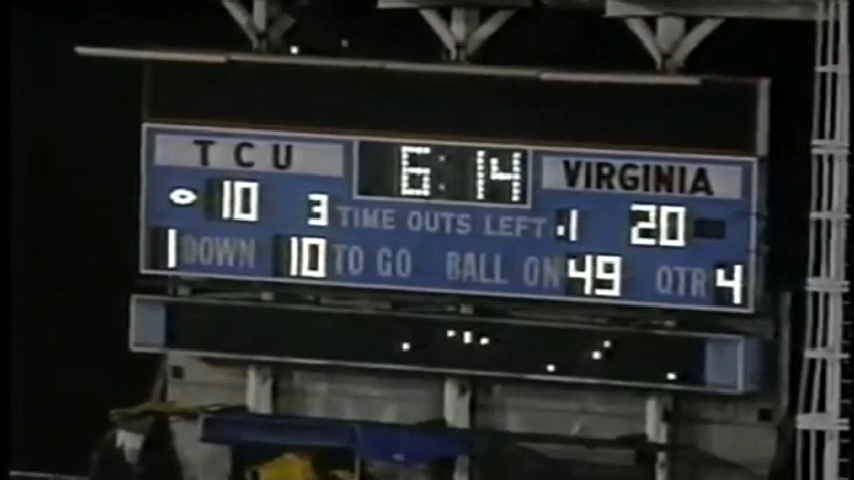 TCU 6:14 VIRGINIA
10 3 TIME OUTS LEFT 1 20
1 DOWN 10 TO GO BALL ON 49 QTR 4